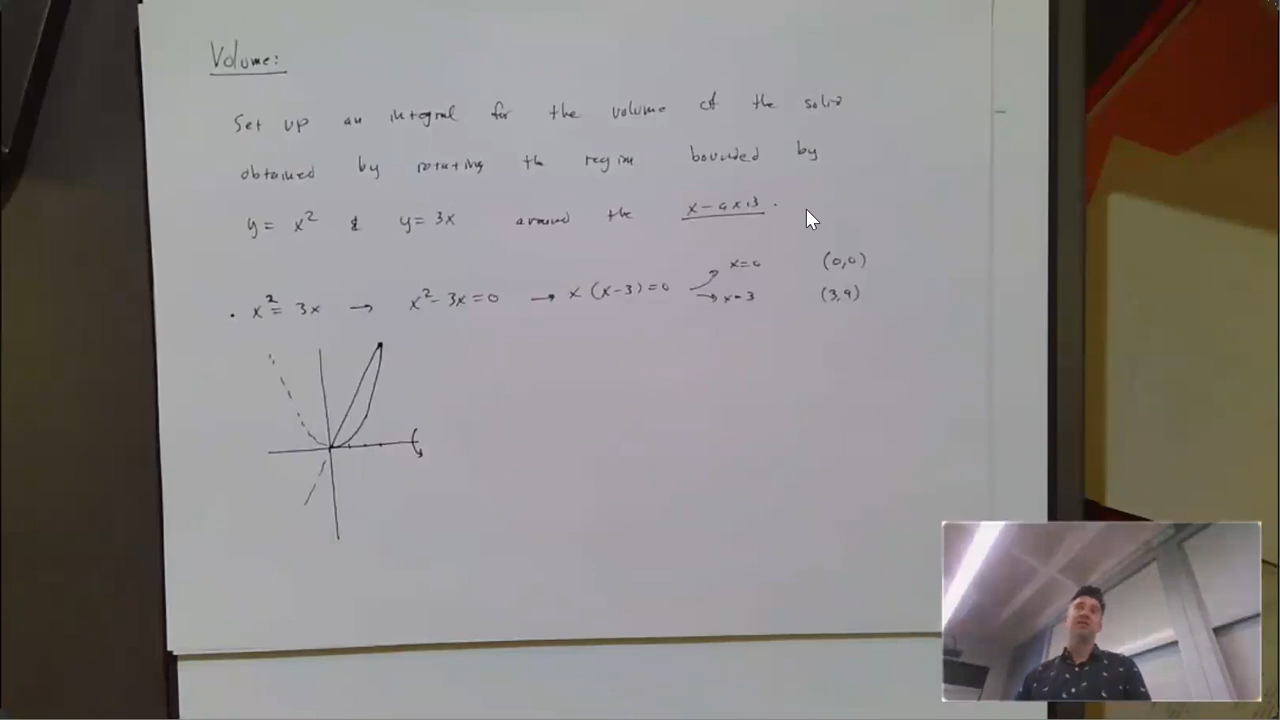 Volume:
Set up an integral for the volume of the solid
obtained by rotating the region bounded by
y = x² & y = 3x around the x-axis.
• x² = 3x → x² - 3x = 0 → x (x-3) = 0 ↗ x=0 (0,0)
→ x=3 (3,9)